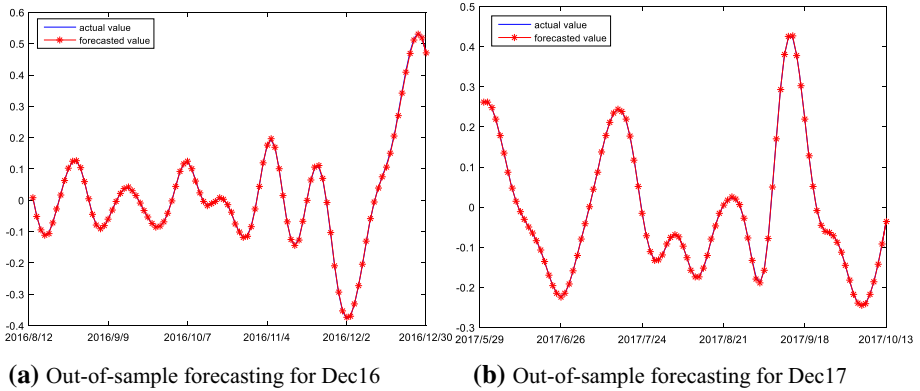 actual value
forecasted value
0.6
0.5
0.4
0.3
0.2
0.1
0
-0.1
-0.2
-0.3
-0.4
2016/8/12 2016/9/9 2016/10/7 2016/11/4 2016/12/2 2016/12/30
(a) Out-of-sample forecasting for Dec16
actual value
forecasted value
0.5
0.4
0.3
0.2
0.1
0
-0.1
-0.2
-0.3
2017/5/29 2017/6/26 2017/7/24 2017/8/21 2017/9/18 2017/10/13
(b) Out-of-sample forecasting for Dec17